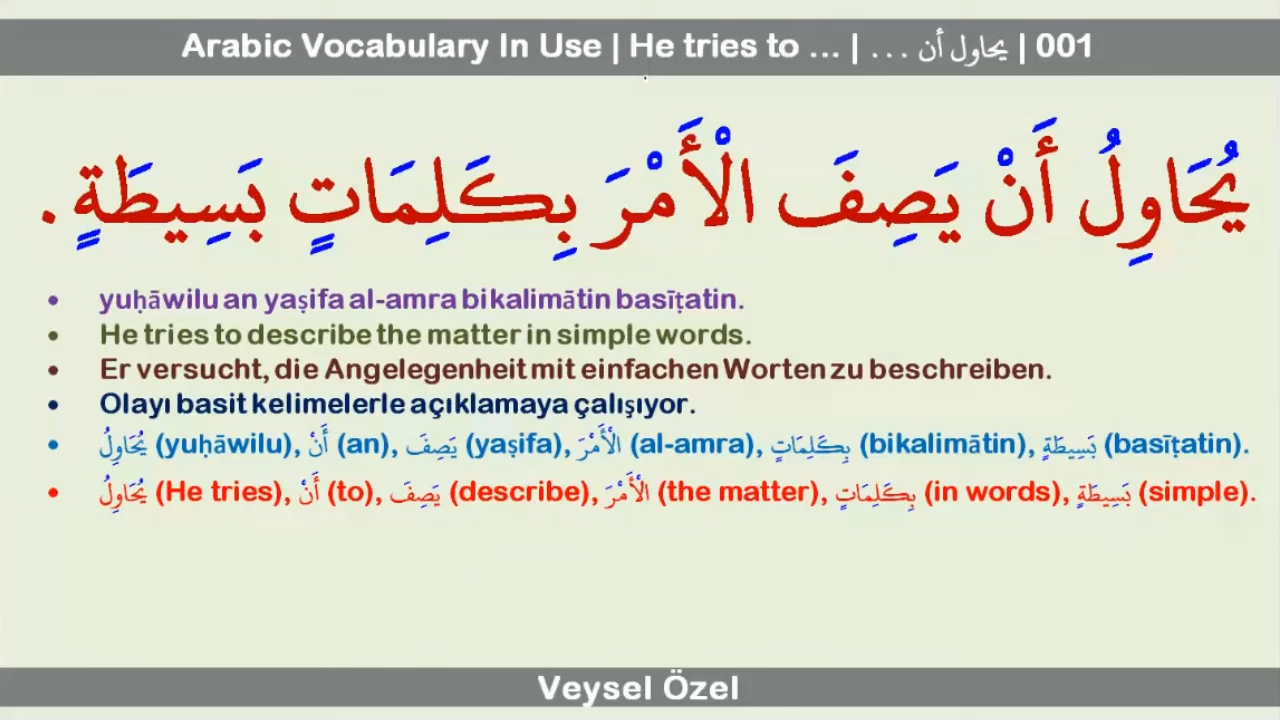 Arabic Vocabulary In Use | He tries to ... | يحاول أن ... | 001
يُحَاوِلُ أَنْ يَصِفَ الْأَمْرَ بِكَلِمَاتٍ بَسِيطَةٍ .
• yuḥāwilu an yaṣifa al-amra bi kalimātin basīṭatin.
• He tries to describe the matter in simple words.
• Er versucht, die Angelegenheit mit einfachen Worten zu beschreiben.
• Olayı basit kelimelerle açıklamaya çalışıyor.
• يُحَاوِلُ (yuḥāwilu), أَنْ (an), يَصِفَ (yaṣifa), الْأَمْرَ (al-amra), بِكَلِمَاتٍ (bikalimātin), بَسِيطَةٍ (basīṭatin).
• يُحَاوِلُ (He tries), أَنْ (to), يَصِفَ (describe), الْأَمْرَ (the matter), بِكَلِمَاتٍ (in words), بَسِيطَةٍ (simple).
Veysel Özel